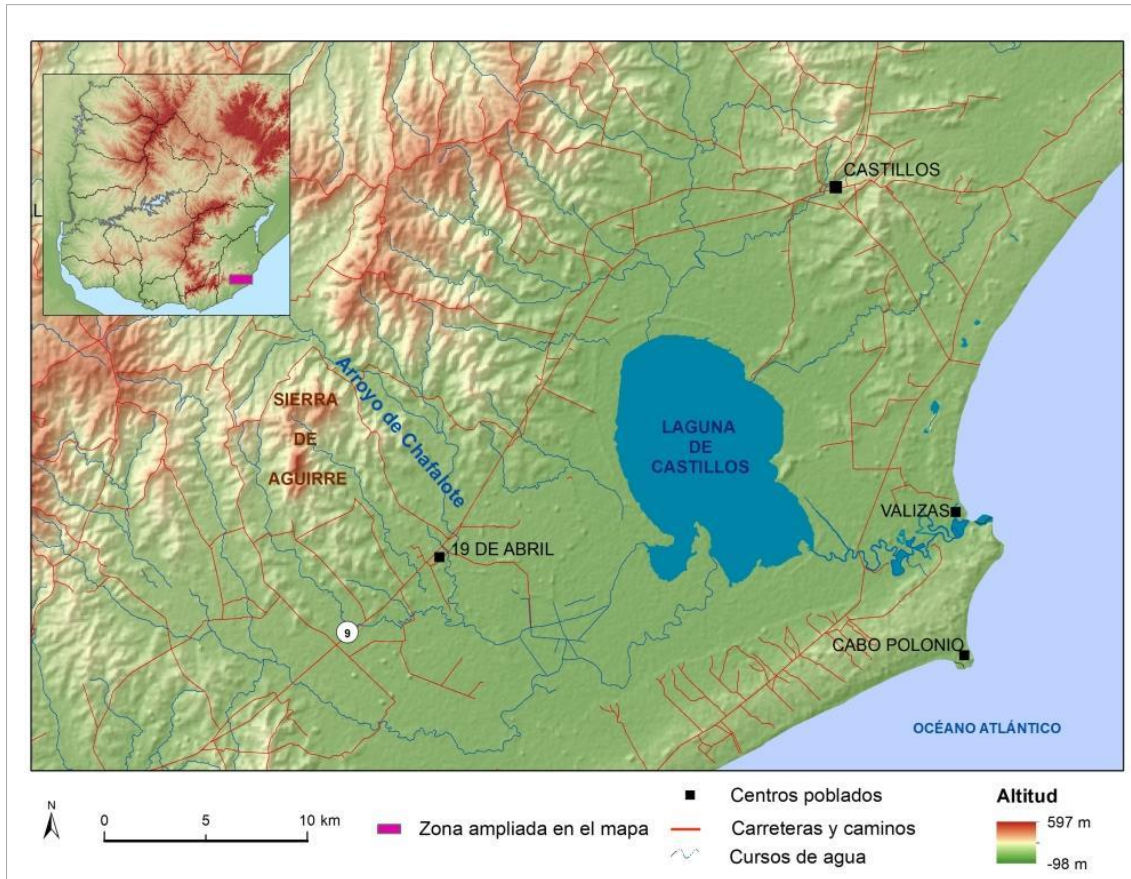 AL
CASTILLOS
Arroyo de Chafalote
SIERRA
DE
AGUIRRE
LAGUNA
DE
CASTILLOS
VALIZAS
19 DE ABRIL
9
CABO POLONIO
OCÉANO ATLÁNTICO
N
0 5 10 km
Zona ampliada en el mapa
Centros poblados
Carreteras y caminos
Cursos de agua
Altitud
597 m
-98 m